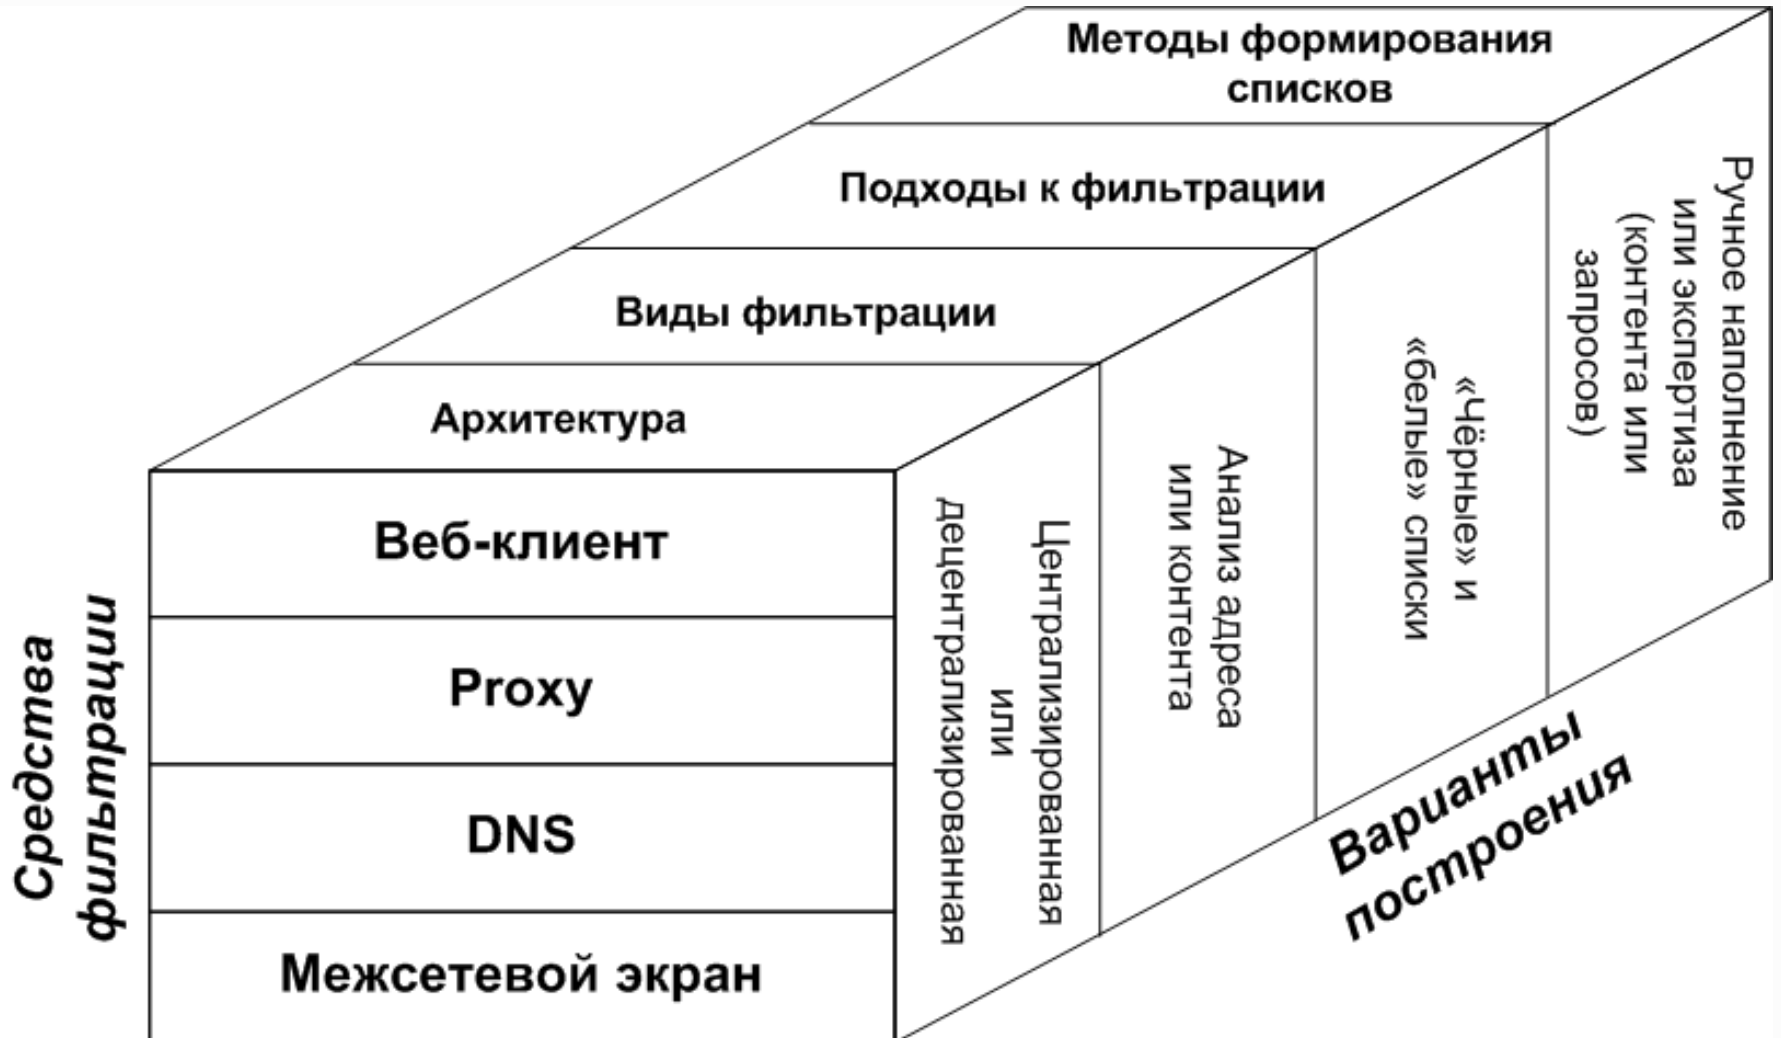 Методы формирования
списков
Подходы к фильтрации
Виды фильтрации
Архитектура
Веб-клиент
Proxy
DNS
Межсетевой экран
Средства
фильтрации
Централизированная
или
децентрализированная
Анализ адреса
или контента
«Чёрные» и
«белые» списки
Ручное наполнение
или экспертиза
(контента или
запросов)
Варианты
построения